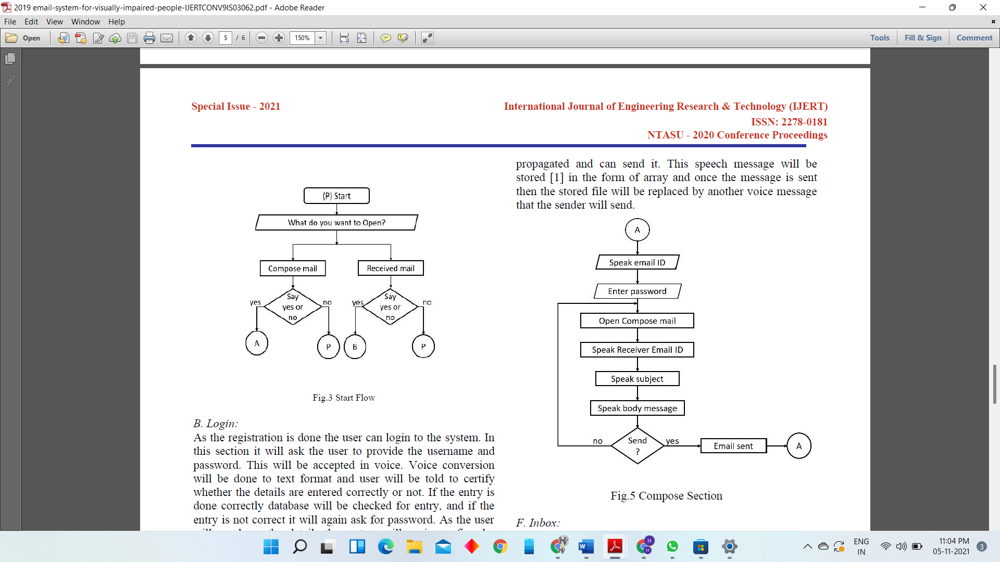 2019 email-system-for-visually-impaired-people-IJERTCONV9IS03062.pdf - Adobe Reader
File Edit View Window Help
Open
5 / 6
150%
Tools Fill & Sign Comment
Special Issue - 2021
International Journal of Engineering Research & Technology (IJERT)
ISSN: 2278-0181
NTASU - 2020 Conference Proceedings
(P) Start
What do you want to Open?
Compose mail
Received mail
Say
yes or
no
yes
no
Say
yes or
no
yes
no
A
P
B
P
Fig.3 Start Flow
B. Login:
As the registration is done the user can login to the system. In
this section it will ask the user to provide the username and
password. This will be accepted in voice. Voice conversion
will be done to text format and user will be told to certify
whether the details are entered correctly or not. If the entry is
done correctly database will be checked for entry, and if the
entry is not correct it will again ask for password. As the user
propagated and can send it. This speech message will be
stored [1] in the form of array and once the message is sent
then the stored file will be replaced by another voice message
that the sender will send.
A
Speak email ID
Enter password
Open Compose mail
Speak Receiver Email ID
Speak subject
Speak body message
Send
?
no
yes
Email sent
A
Fig.5 Compose Section
F. Inbox:
ENG
IN
11:04 PM
05-11-2021
3